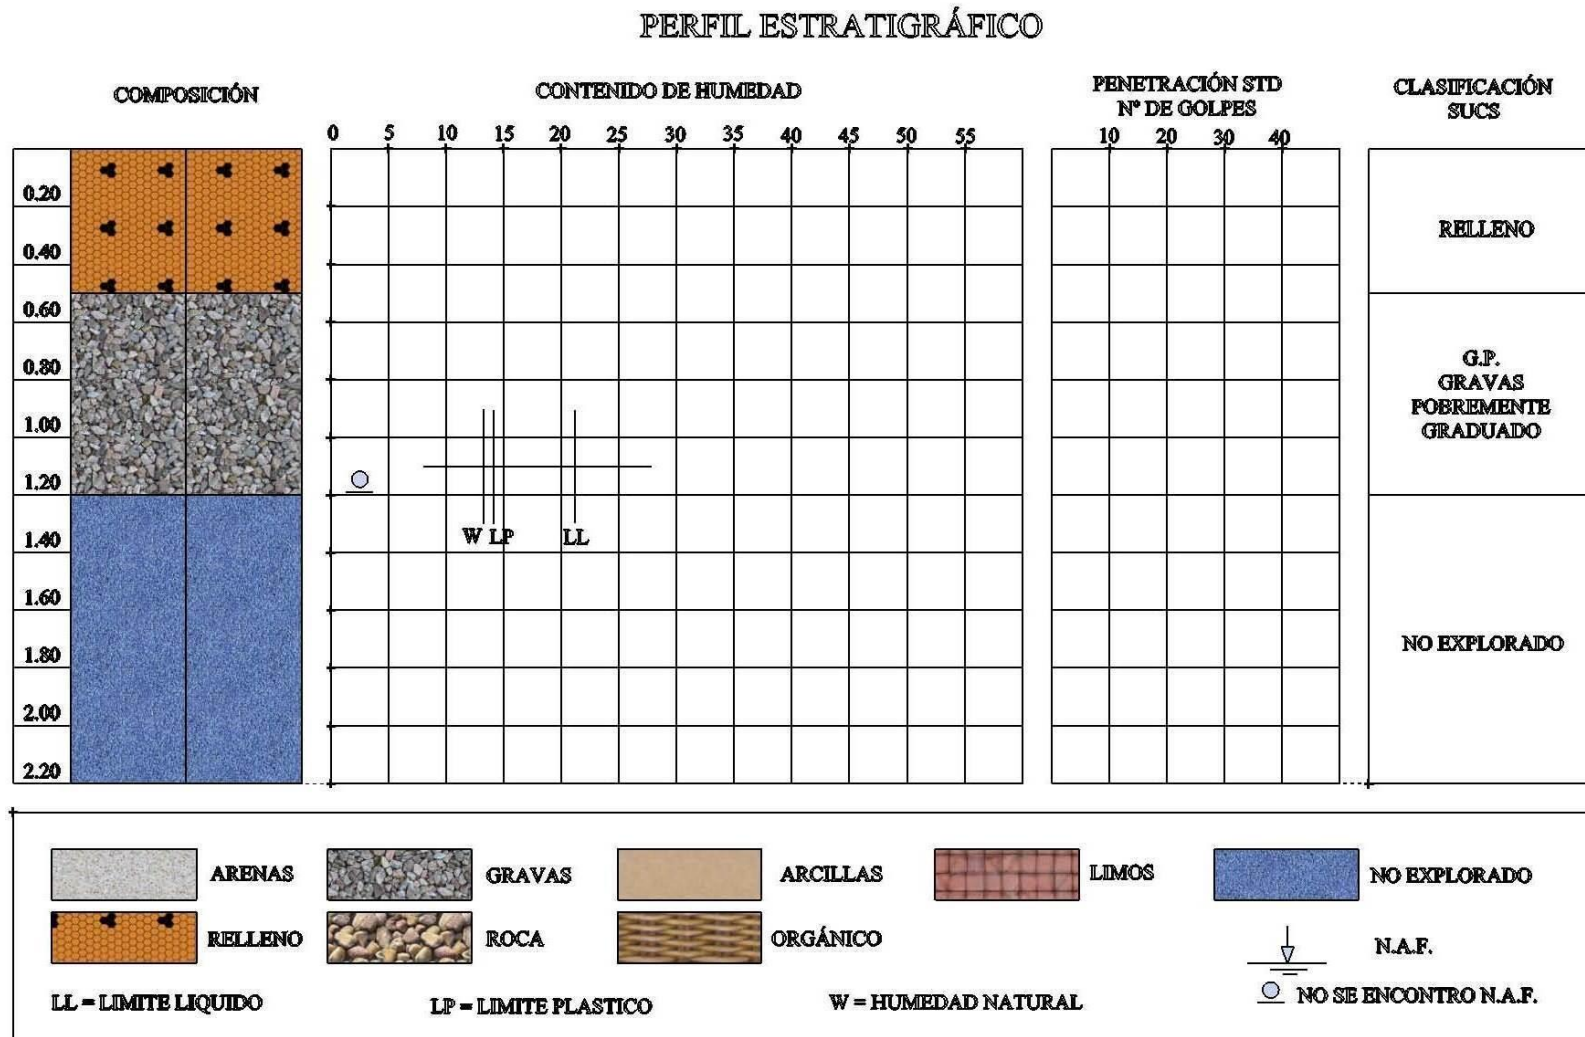 PERFIL ESTRATIGRÁFICO
COMPOSICIÓN
CONTENIDO DE HUMEDAD
PENETRACIÓN STD
Nº DE GOLPES
CLASIFICACIÓN
SUCS
0 5 10 15 20 25 30 35 40 45 50 55
10 20 30 40
0.20
0.40
0.60
0.80
1.00
1.20
1.40
1.60
1.80
2.00
2.20
W LP LL
RELLENO
G.P.
GRAVAS
POBREMENTE
GRADUADO
NO EXPLORADO
ARENAS
GRAVAS
ARCILLAS
LIMOS
NO EXPLORADO
RELLENO
ROCA
ORGÁNICO
N.A.F.
LL = LIMITE LIQUIDO
LP = LIMITE PLASTICO
W = HUMEDAD NATURAL
NO SE ENCONTRO N.A.F.